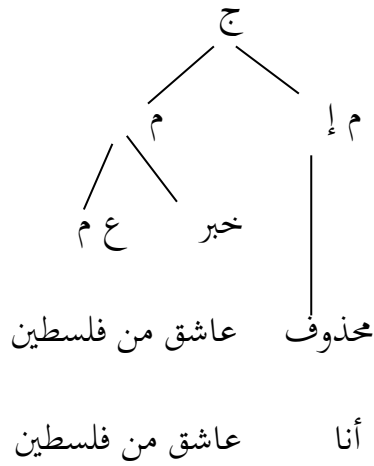 ج
م إ م
خبر ع م
محذوف عاشق من فلسطين
أنا عاشق من فلسطين